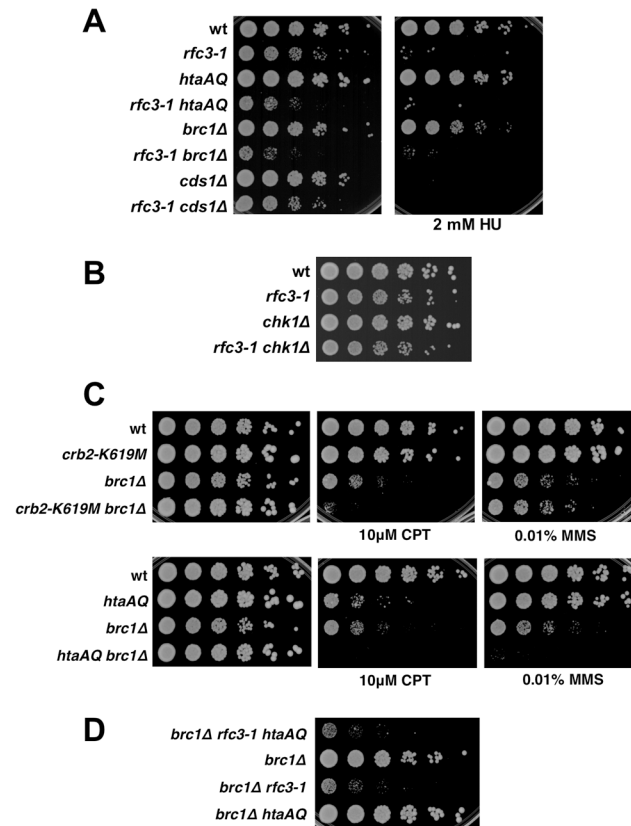 A
wt
rfc3-1
htaAQ
rfc3-1 htaAQ
brc1Δ
rfc3-1 brc1Δ
cds1Δ
rfc3-1 cds1Δ
2 mM HU
B
wt
rfc3-1
chk1Δ
rfc3-1 chk1Δ
C
wt
crb2-K619M
brc1Δ
crb2-K619M brc1Δ
10µM CPT
0.01% MMS
wt
htaAQ
brc1Δ
htaAQ brc1Δ
10µM CPT
0.01% MMS
D
brc1Δ rfc3-1 htaAQ
brc1Δ
brc1Δ rfc3-1
brc1Δ htaAQ